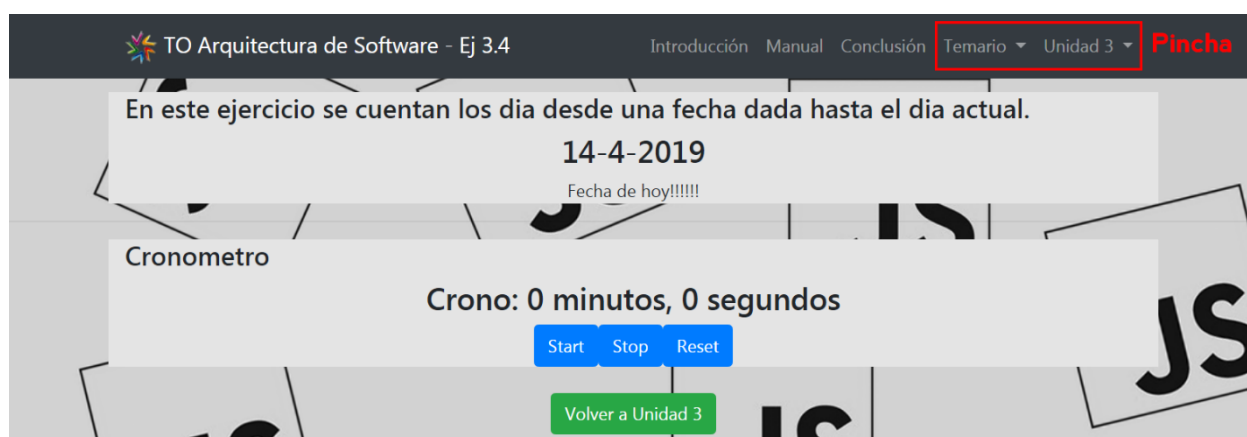 TO Arquitectura de Software - Ej 3.4 Introducción Manual Conclusión Temario Unidad 3 Pincha
En este ejercicio se cuentan los dia desde una fecha dada hasta el dia actual.
14-4-2019
Fecha de hoy!!!!!!
JS
Cronometro
Crono: 0 minutos, 0 segundos
JS
Start Stop Reset
Volver a Unidad 3